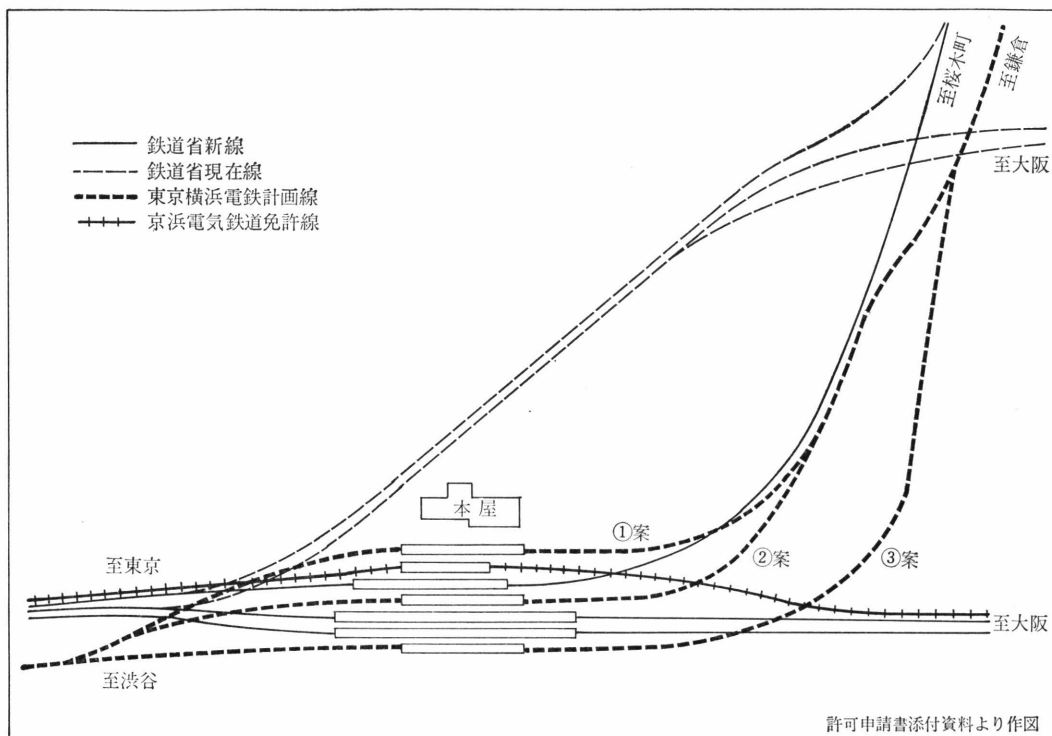 鉄道省新線
鉄道省現在線
東京横浜電鉄計画線
京浜電気鉄道免許線
至桜木町
至鎌倉
至大阪
本屋
①案
②案
③案
至東京
至大阪
至渋谷
許可申請書添付資料より作図